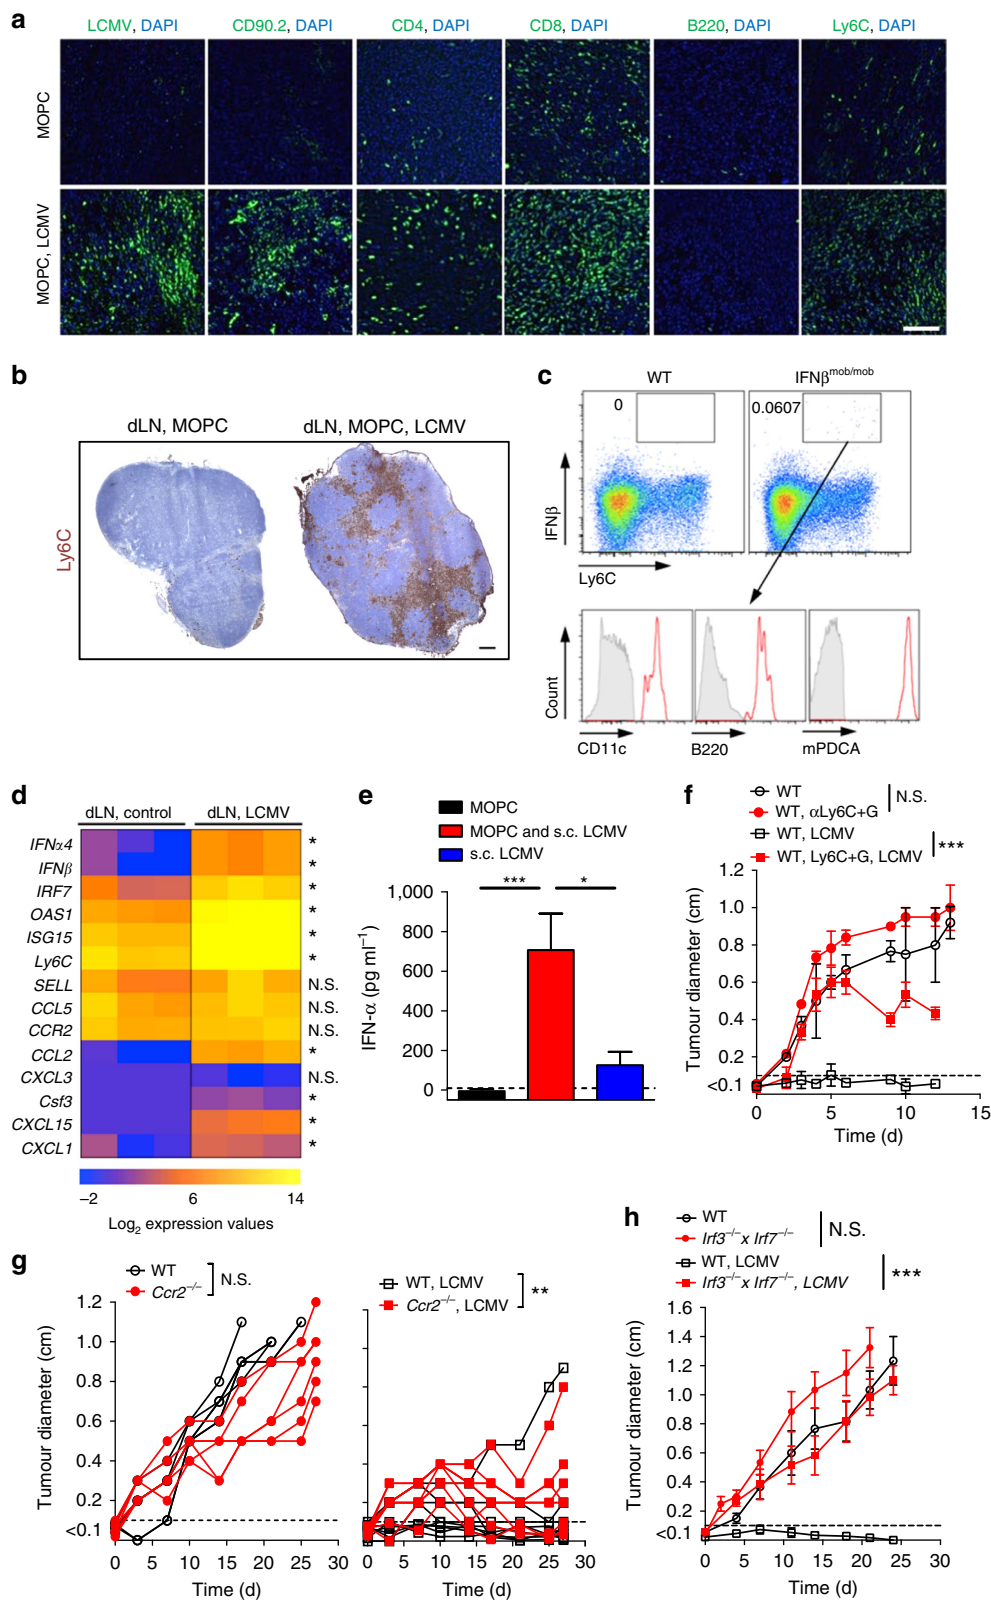 a
LCMV, DAPI
CD90.2, DAPI
CD4, DAPI
CD8, DAPI
B220, DAPI
Ly6C, DAPI
MOPC
MOPC, LCMV
b
dLN, MOPC
dLN, MOPC, LCMV
Ly6C
c
WT
IFNβmob/mob
0
0.0607
IFNβ
Ly6C
Count
CD11c
B220
mPDCA
d
dLN, control
dLN, LCMV
IFNα4 *
IFNβ *
IRF7 *
OAS1 *
ISG15 *
Ly6C *
SELL N.S.
CCL5 N.S.
CCR2 N.S.
CCL2 *
CXCL3 N.S.
Csf3 *
CXCL15 *
CXCL1 *
−2 6 14
Log2 expression values
e
MOPC
MOPC and s.c. LCMV
s.c. LCMV
*** *
IFN-α (pg ml−1)
1,000
800
600
400
200
0
f
WT
WT, αLy6C+G
N.S.
WT, LCMV
WT, Ly6C+G, LCMV
***
Tumour diameter (cm)
1.2
1.0
0.8
0.6
0.4
0.2
<0.1
0 5 10 15
Time (d)
g
WT
Ccr2−/−
N.S.
Tumour diameter (cm)
1.2
1.0
0.8
0.6
0.4
0.2
<0.1
0 5 10 15 20 25 30
Time (d)
WT, LCMV
Ccr2−/−, LCMV
**
0 5 10 15 20 25 30
Time (d)
h
WT
Irf3−/− x Irf7−/−
N.S.
WT, LCMV
Irf3−/− x Irf7−/−, LCMV
***
Tumour diameter (cm)
1.6
1.4
1.2
1.0
0.8
0.6
0.4
0.2
<0.1
0 5 10 15 20 25 30
Time (d)